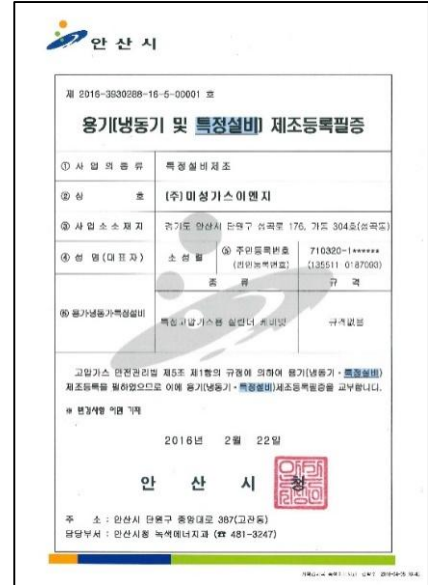 안산시
제 2016-3930288-16-5-00001 호
용기(냉동기 및 특정설비) 제조등록필증
① 사 업 의 종 류 특정설비제조
② 상 호 (주)미성가스이엔지
③ 사 업 소 소 재 지 경기도 안산시 단원구 성곡로 176, 가동 304호(성곡동)
④ 성 명(대 표 자) 소 성 렬 ⑤ 주민등록번호 710320-1******
(법인등록번호) (135511 0187003)
종 류 규 격
⑥ 용기냉동기특정설비 특정고압가스용 실린더 캐비닛 규격없음
고압가스 안전관리법 제5조 제1항의 규정에 의하여 용기(냉동기 · 특정설비)
제조등록을 필하였으므로 이에 용기(냉동기 · 특정설비)제조등록필증을 교부합니다.
※ 변경사항 이면 기재
2016년 2월 22일
안 산 시 청
주 소 : 안산시 단원구 중앙대로 387(고잔동)
담당부서 : 안산시청 녹색에너지과 (☎ 481-3247)